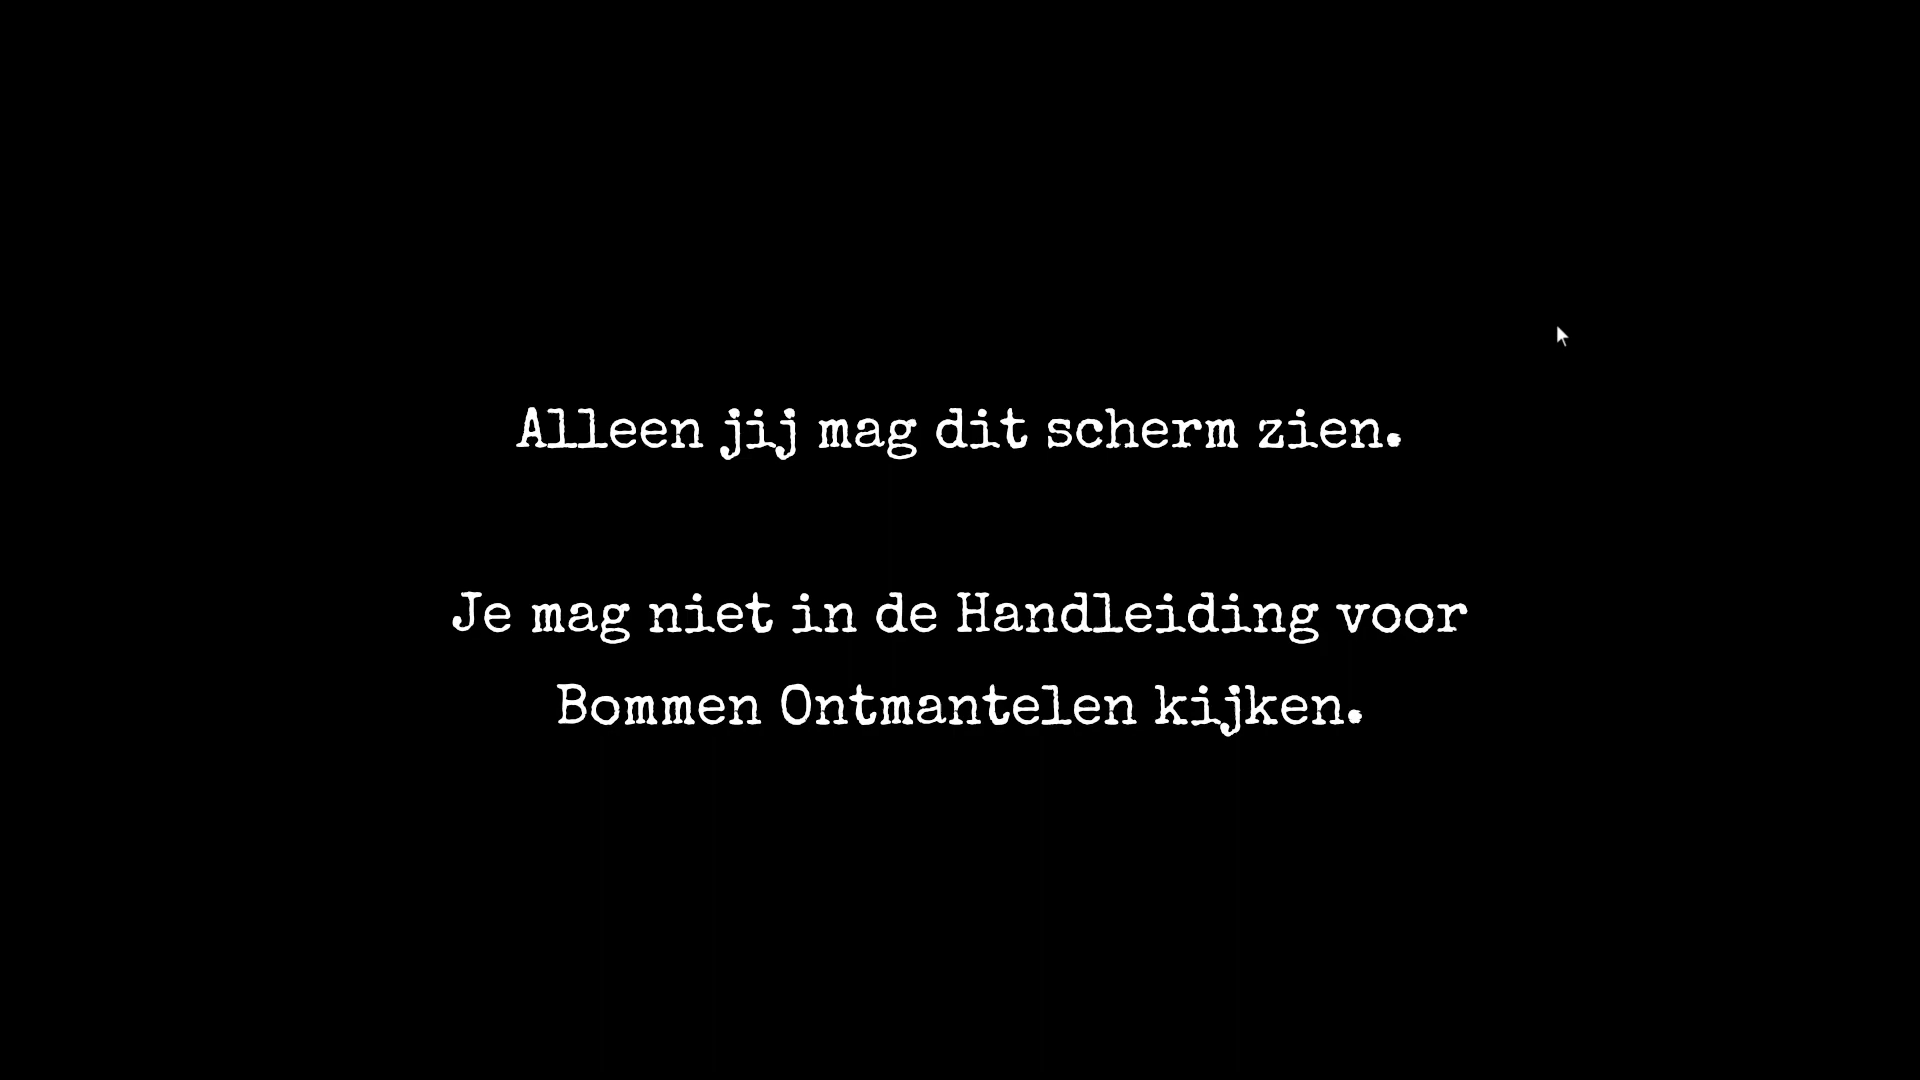 Alleen jij mag dit scherm zien.
Je mag niet in de Handleiding voor
Bommen Ontmantelen kijken.